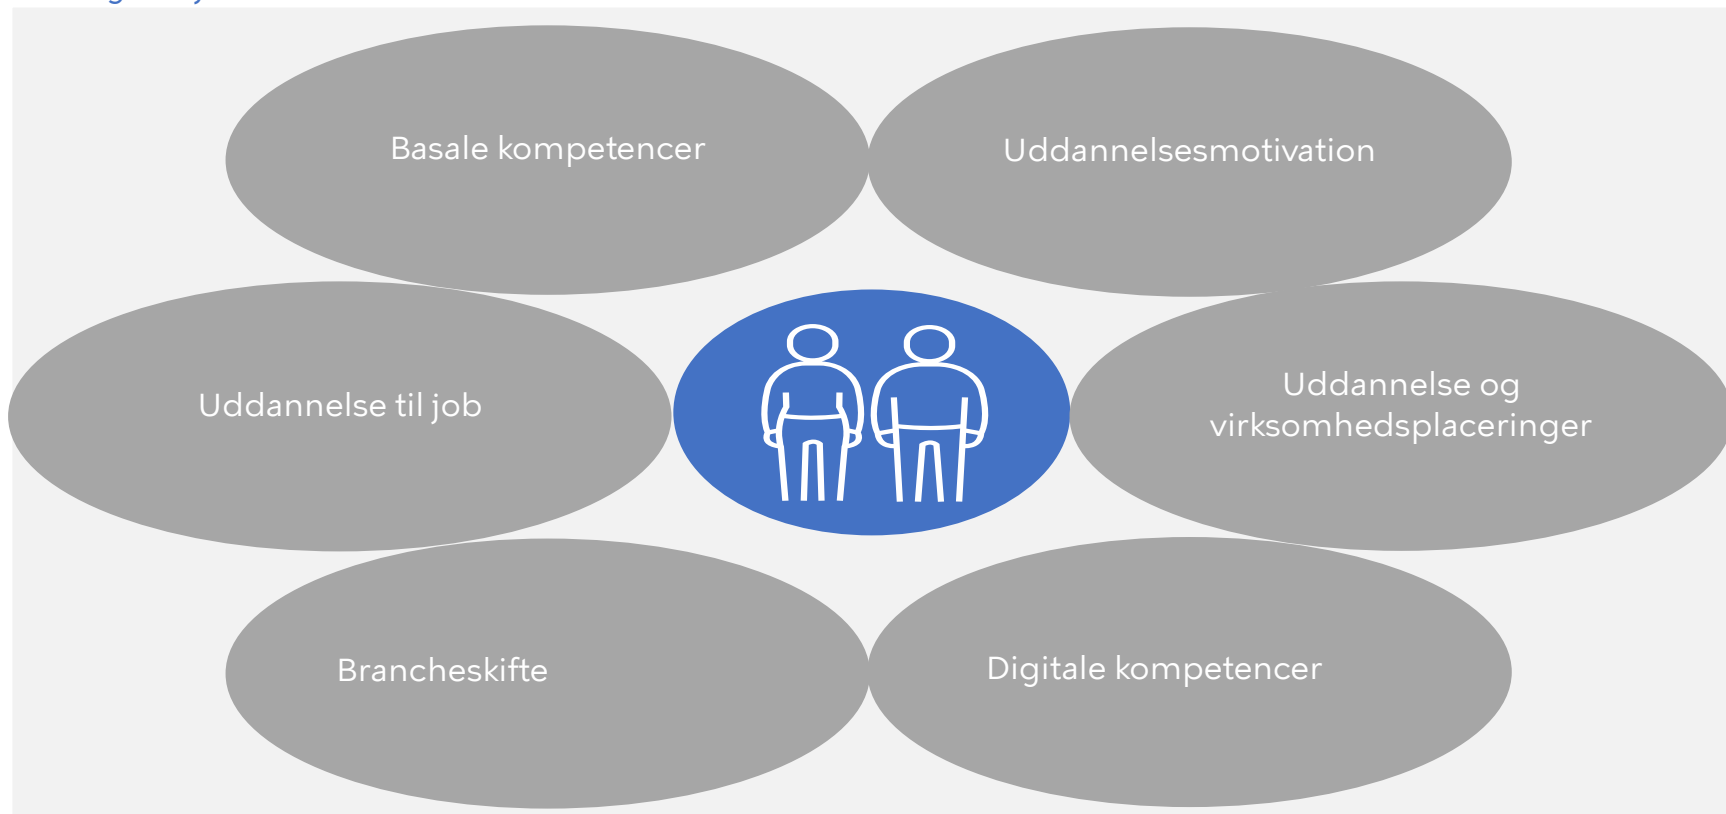 Basale kompetencer
Uddannelsesmotivation
Uddannelse til job
Uddannelse og
virksomhedsplaceringer
Brancheskifte
Digitale kompetencer